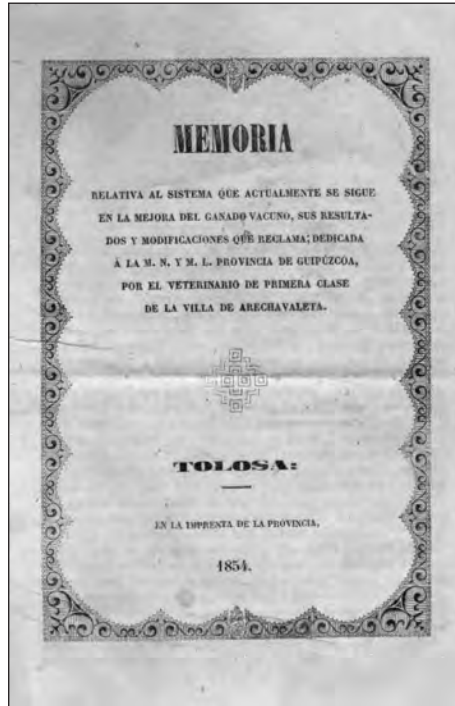 MEMORIA
RELATIVA AL SISTEMA QUE ACTUALMENTE SE SIGUE
EN LA MEJORA DEL GANADO VACUNO, SUS RESULTA-
DOS Y MODIFICACIONES QUE RECLAMA; DEDICADA
Á LA M. N. Y M. L. PROVINCIA DE GUIPÚZCOA,
POR EL VETERINARIO DE PRIMERA CLASE
DE LA VILLA DE ARECHAVALETA.
TOLOSA:
EN LA IMPRENTA DE LA PROVINCIA,
1854.